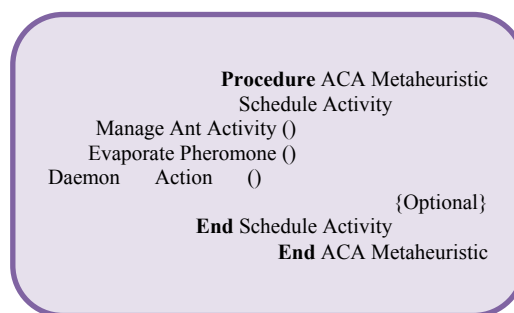 Procedure ACA Metaheuristic
Schedule Activity
Manage Ant Activity ()
Evaporate Pheromone ()
Daemon Action ()
{Optional}
End Schedule Activity
End ACA Metaheuristic